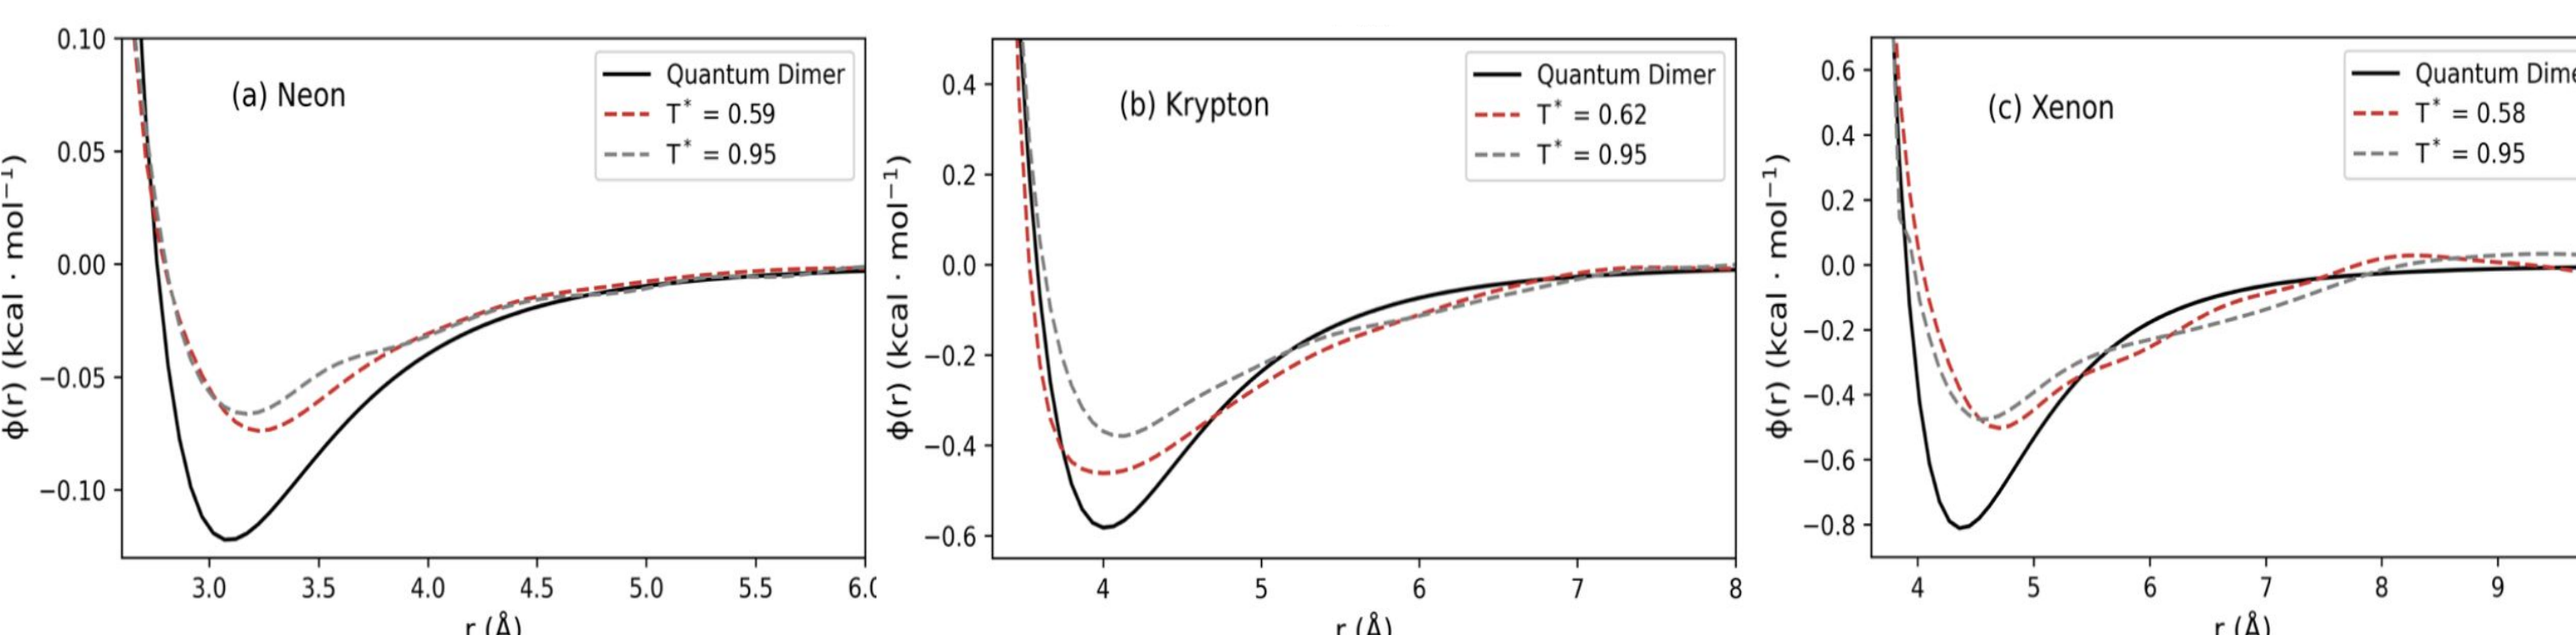 (a) Neon
Quantum Dimer
T* = 0.59
T* = 0.95
0.10
0.05
0.00
−0.05
−0.10
ϕ(r) (kcal · mol⁻¹)
3.0 3.5 4.0 4.5 5.0 5.5 6.0
r (Å)
(b) Krypton
Quantum Dimer
T* = 0.62
T* = 0.95
0.4
0.2
0.0
−0.2
−0.4
−0.6
ϕ(r) (kcal · mol⁻¹)
4 5 6 7 8
r (Å)
(c) Xenon
Quantum Dime
T* = 0.58
T* = 0.95
0.6
0.4
0.2
0.0
−0.2
−0.4
−0.6
−0.8
ϕ(r) (kcal · mol⁻¹)
4 5 6 7 8 9
r (Å)